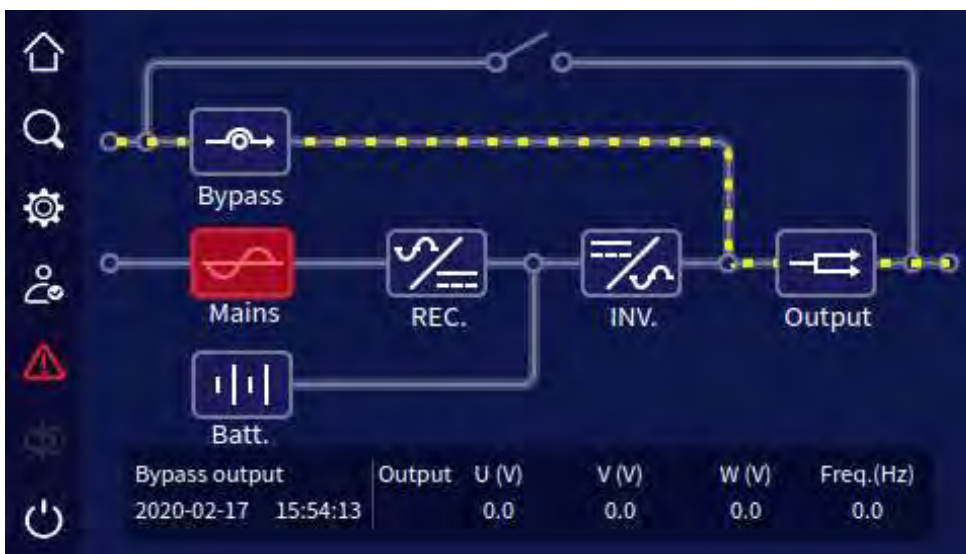 Bypass
Mains
REC.
INV.
Output
Batt.
Bypass output
2020-02-17 15:54:13
Output U (V) V (V) W (V) Freq.(Hz)
0.0 0.0 0.0 0.0